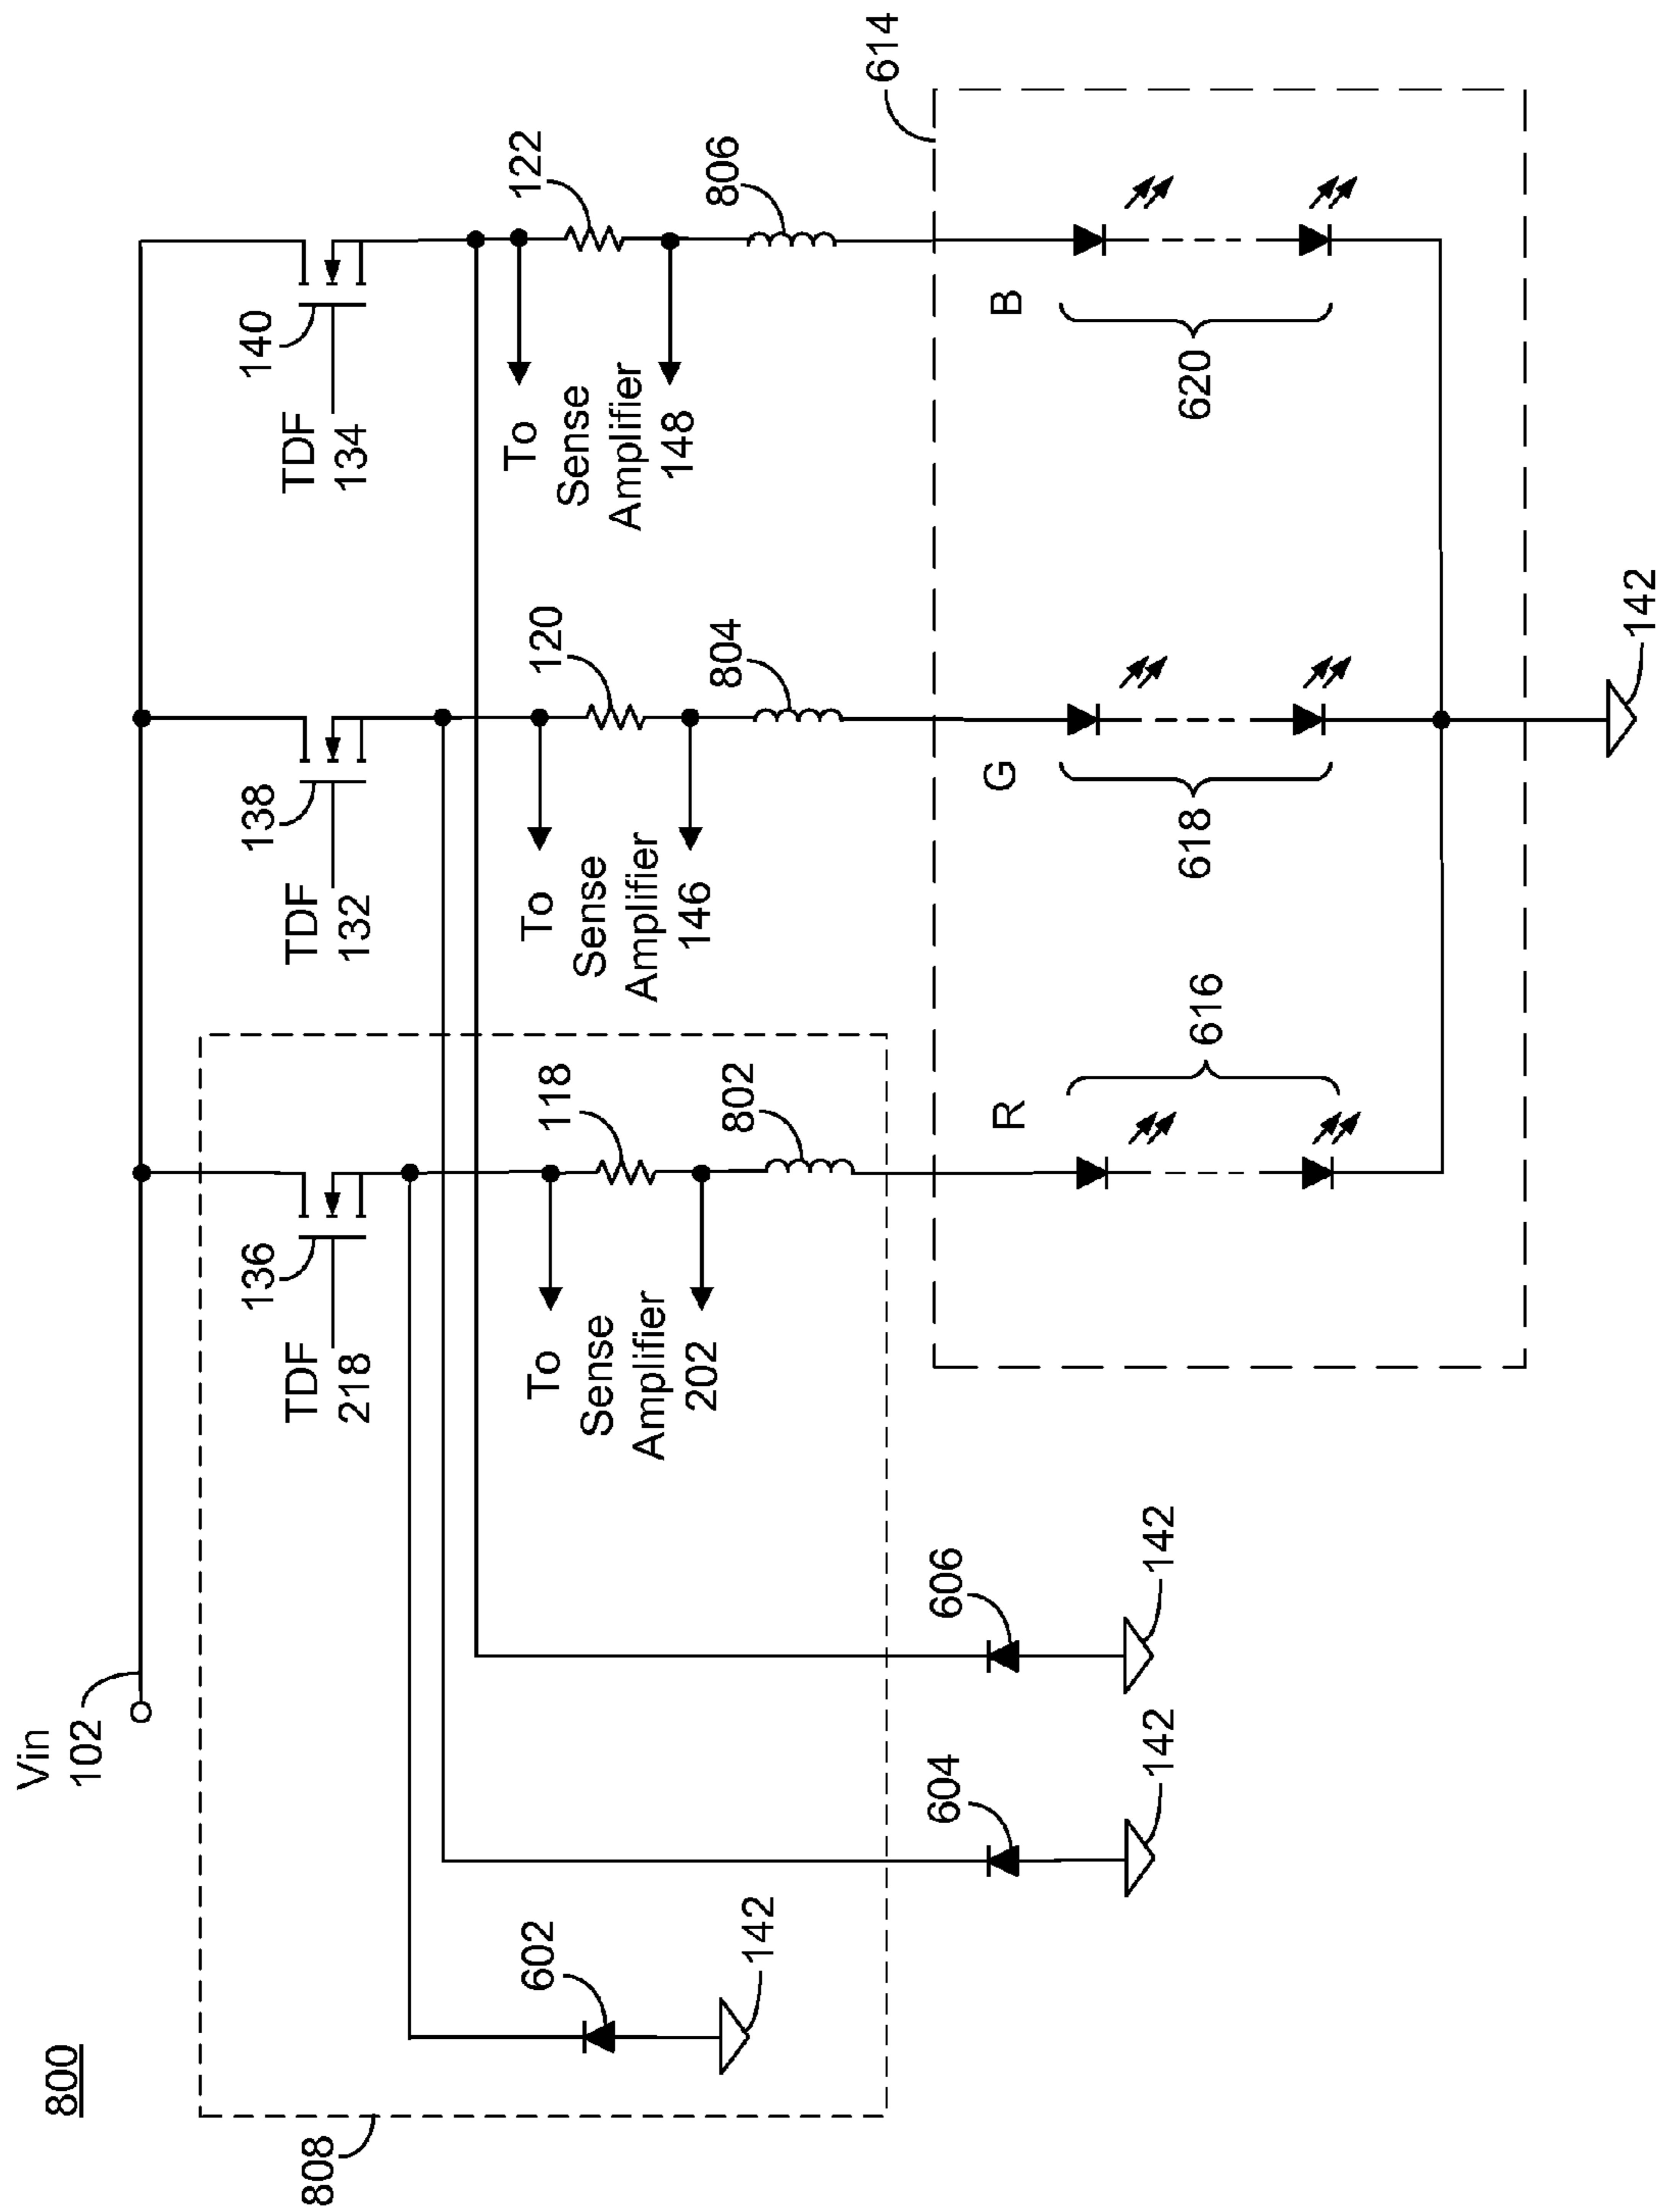 800
Vin
102
808
136
TDF
218
138
TDF
132
140
TDF
134
602
142
604
142
606
142
To
Sense
Amplifier
202
118
802
To
Sense
Amplifier
146
120
804
To
Sense
Amplifier
148
122
806
614
R
616
G
618
B
620
142